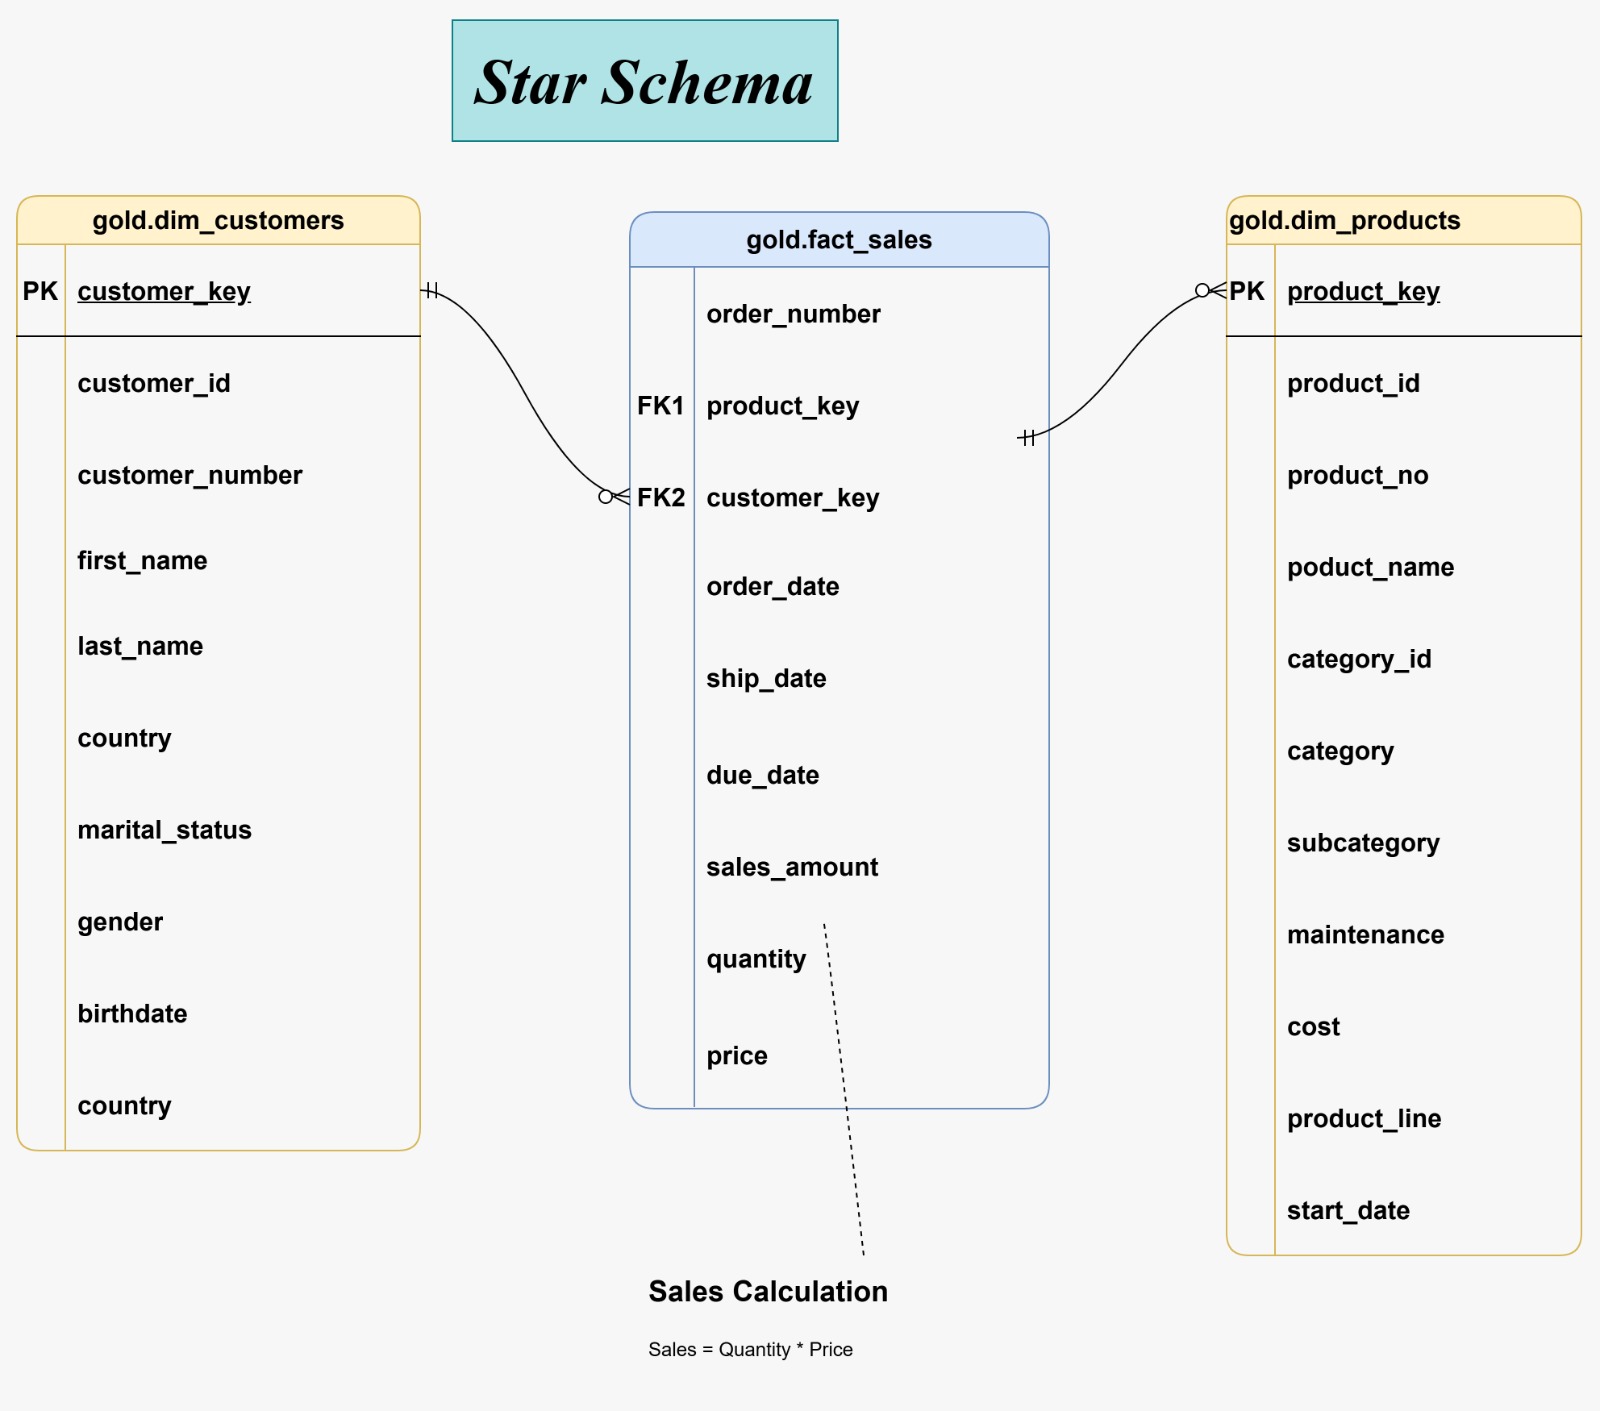 Star Schema
gold.dim_customers
PK customer_key
customer_id
customer_number
first_name
last_name
country
marital_status
gender
birthdate
country
gold.fact_sales
order_number
FK1 product_key
FK2 customer_key
order_date
ship_date
due_date
sales_amount
quantity
price
gold.dim_products
PK product_key
product_id
product_no
poduct_name
category_id
category
subcategory
maintenance
cost
product_line
start_date
Sales Calculation
Sales = Quantity * Price